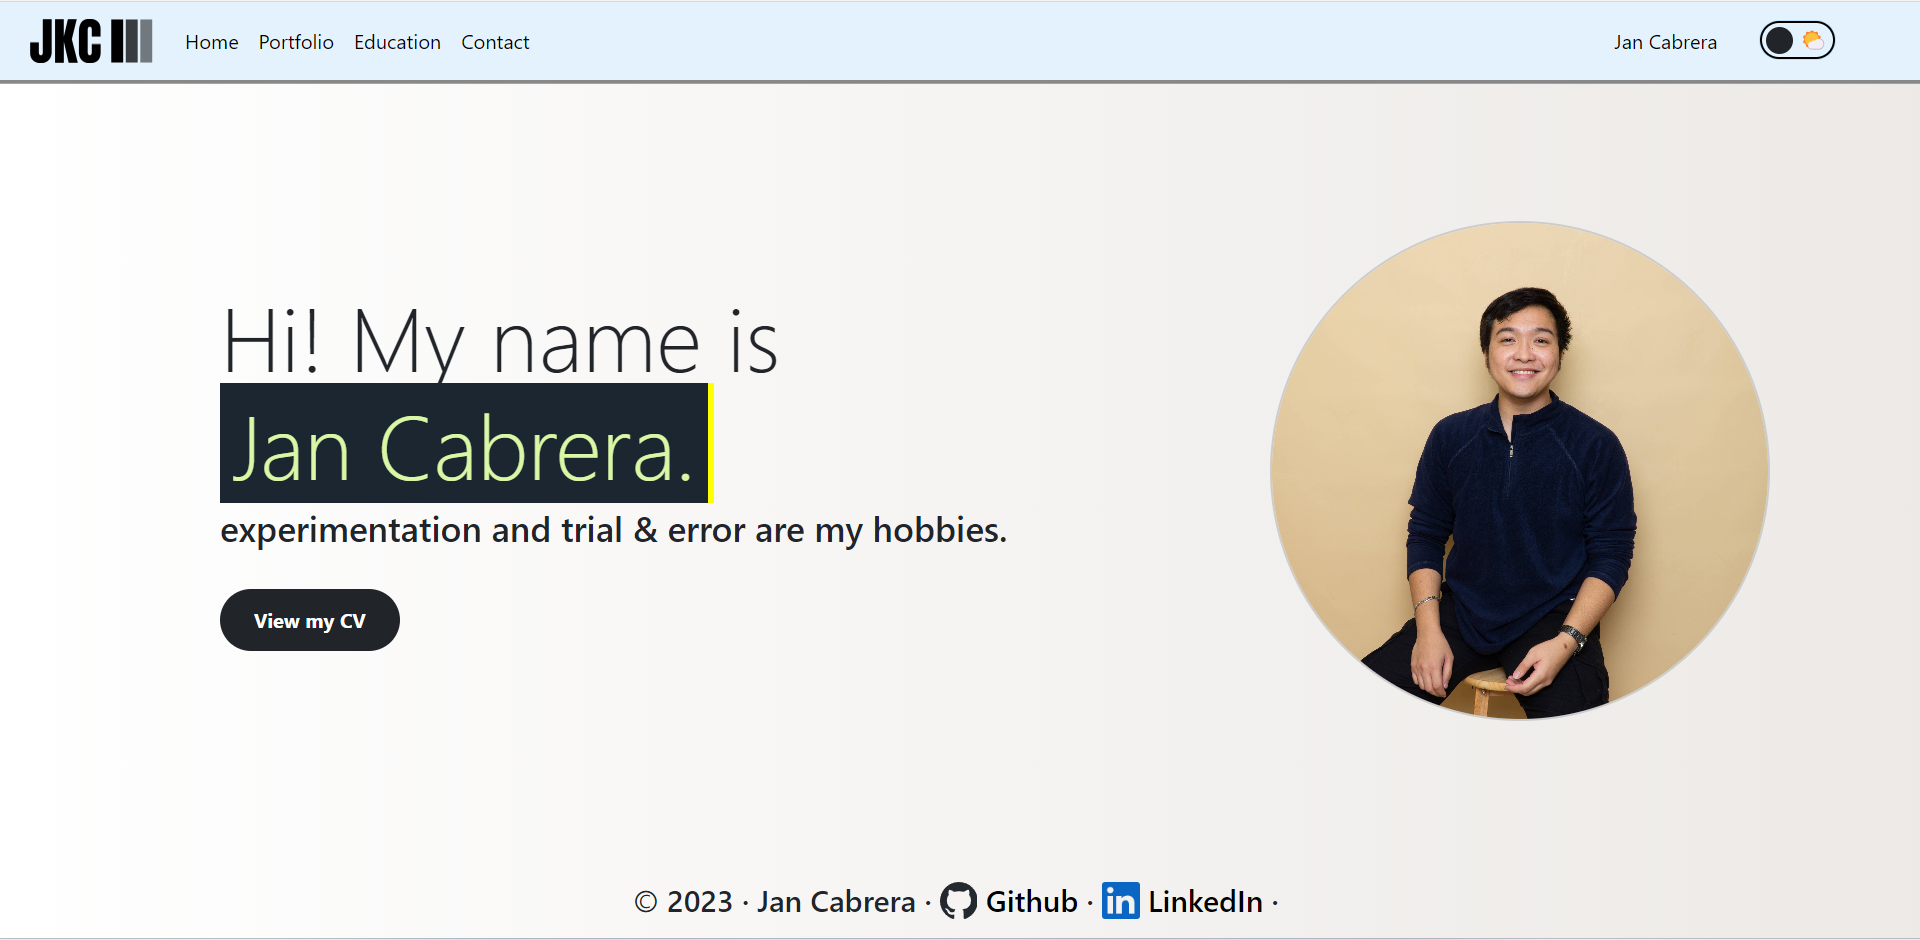 JKC
Home Portfolio Education Contact
Jan Cabrera
Hi! My name is
Jan Cabrera.
experimentation and trial & error are my hobbies.
View my CV
© 2023 · Jan Cabrera · Github · in LinkedIn ·